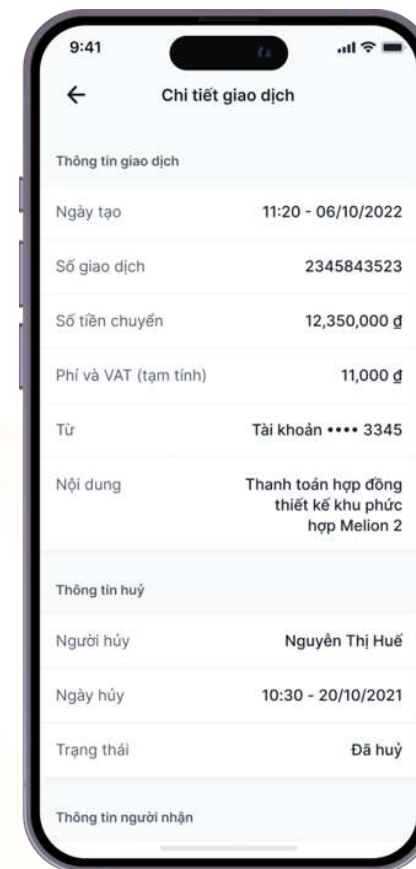 9:41
Chi tiết giao dịch
Thông tin giao dịch
Ngày tạo 11:20 - 06/10/2022
Số giao dịch 2345843523
Số tiền chuyển 12,350,000 ₫
Phí và VAT (tạm tính) 11,000 ₫
Từ Tài khoản •••• 3345
Nội dung Thanh toán hợp đồng
thiết kế khu phức
hợp Melion 2
Thông tin huỷ
Người hủy Nguyễn Thị Huế
Ngày hủy 10:30 - 20/10/2021
Trạng thái Đã huỷ
Thông tin người nhận